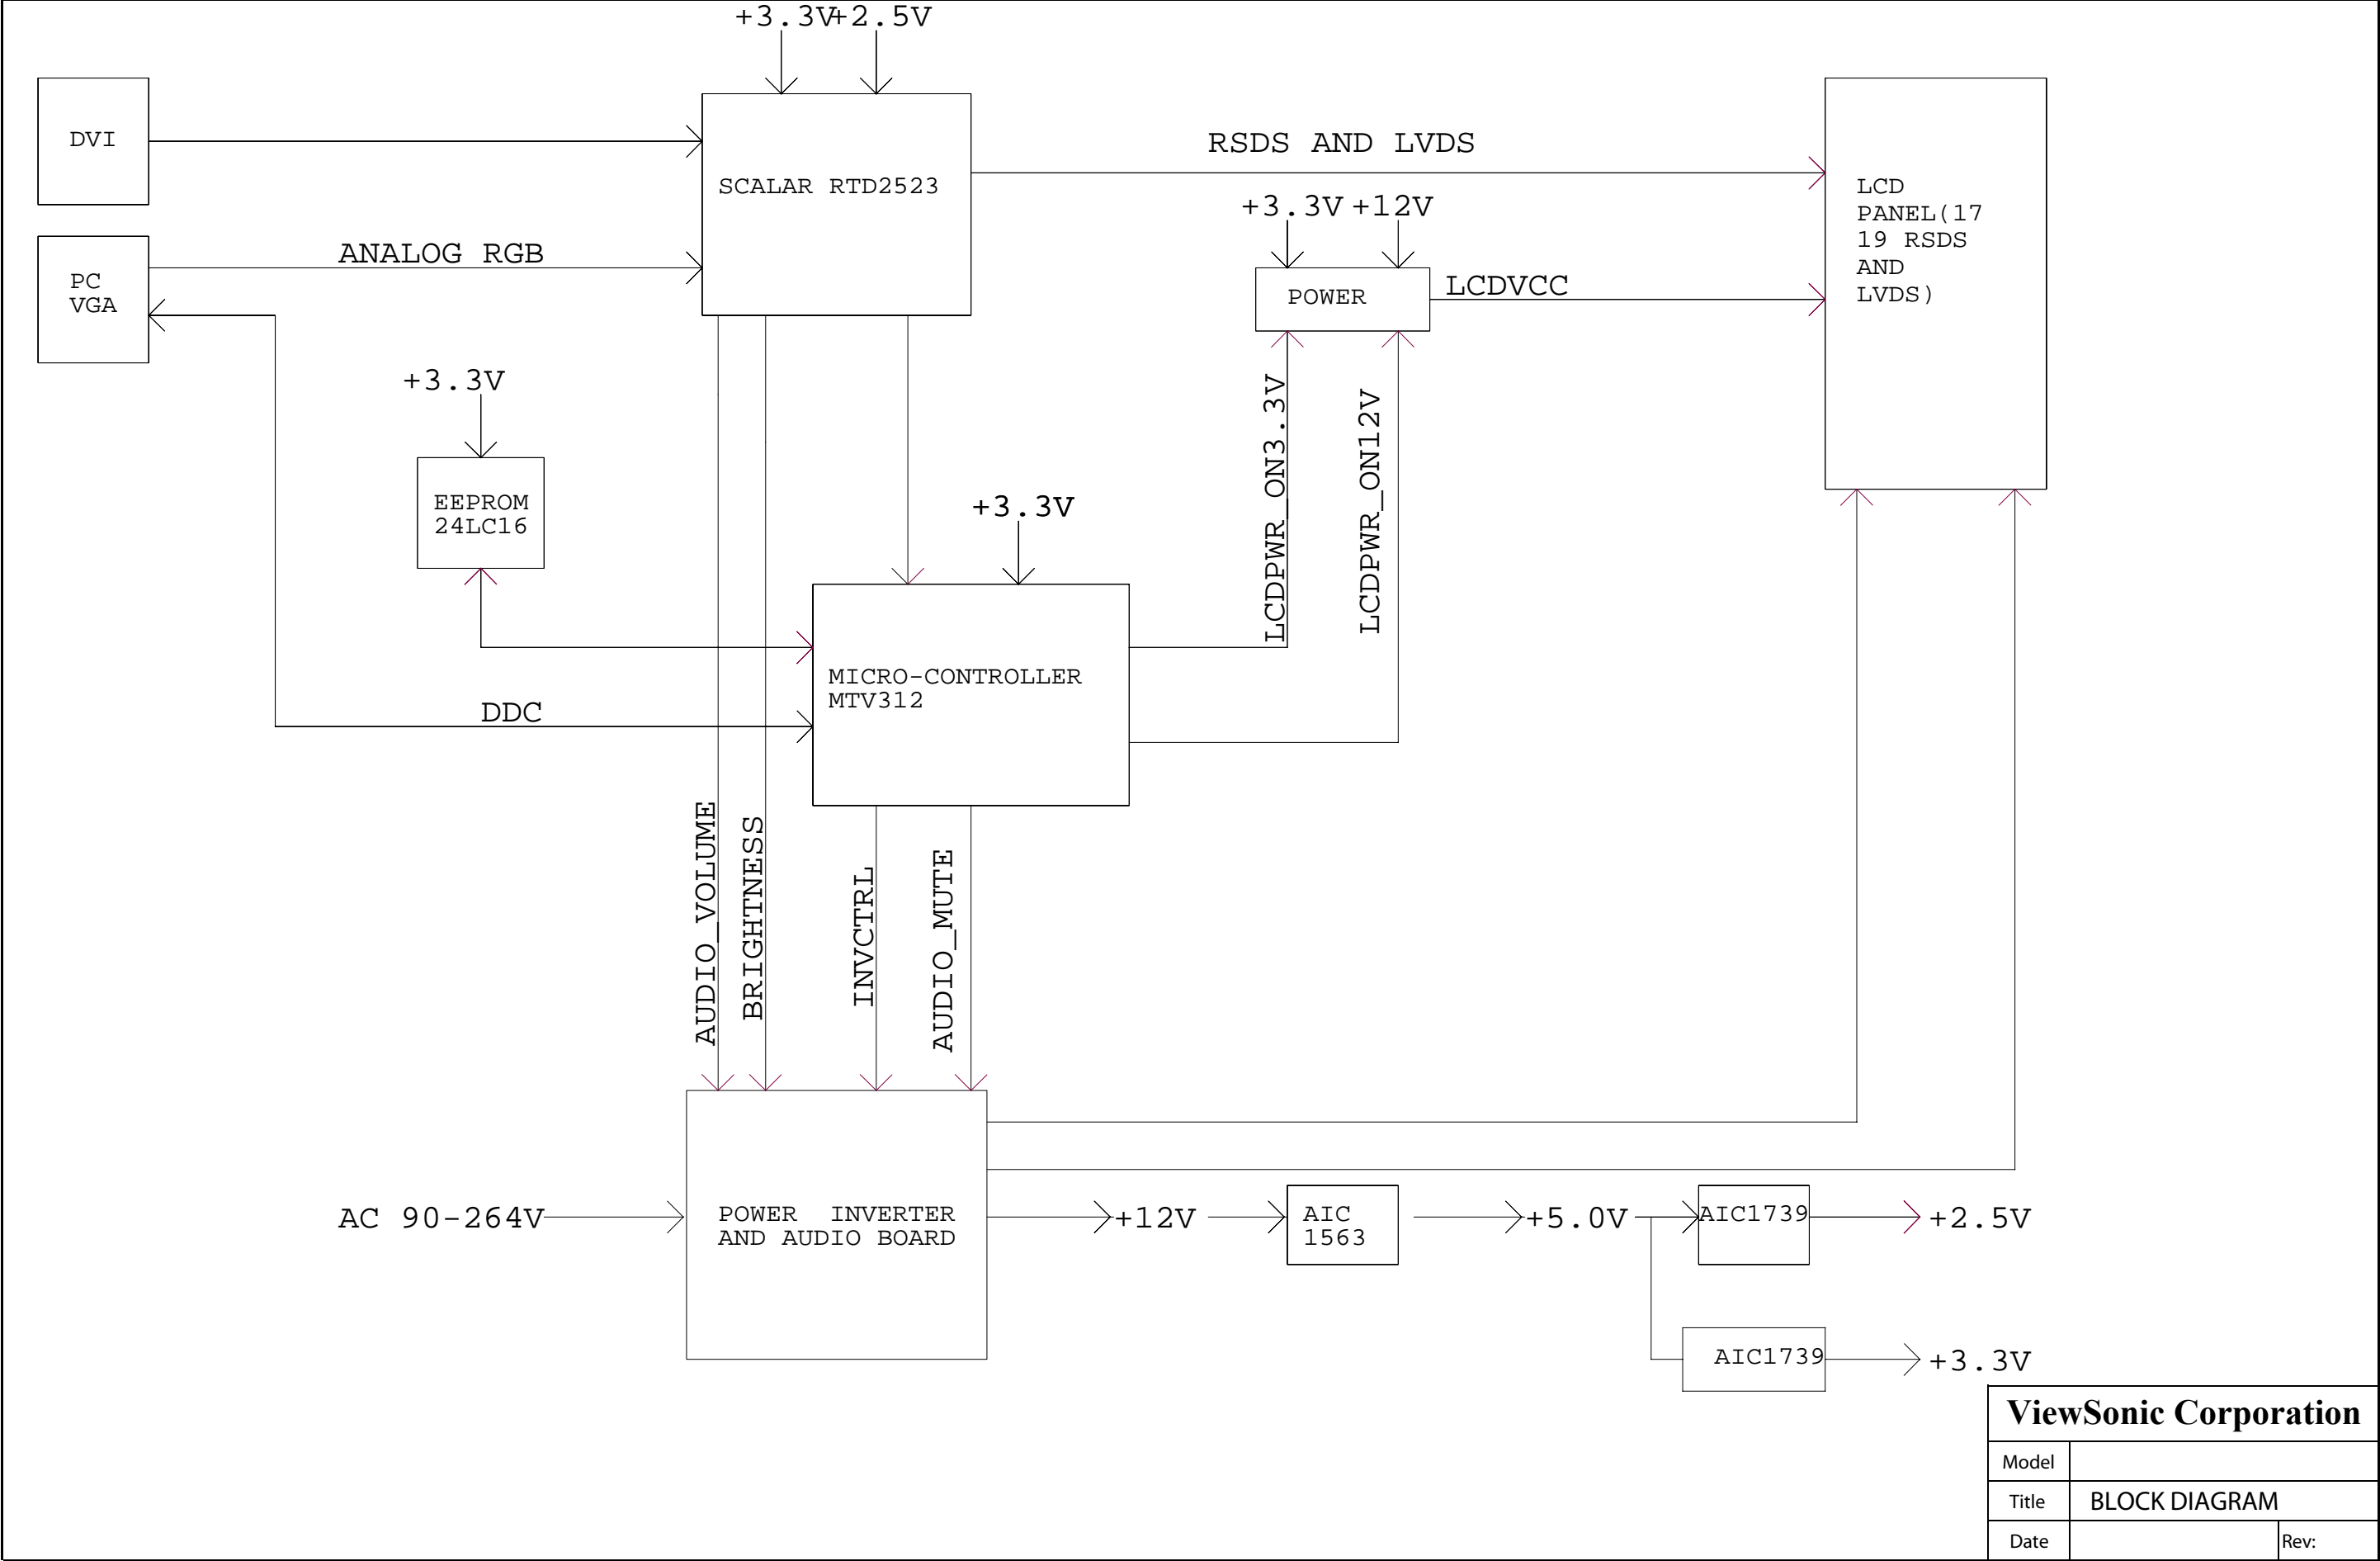 +3.3V
+2.5V
DVI
SCALAR RTD2523
RSDS AND LVDS
LCD
PANEL(17
19 RSDS
AND
LVDS)
+3.3V
+12V
ANALOG RGB
PC
VGA
POWER
LCDVCC
+3.3V
EEPROM
24LC16
+3.3V
LCDPWR_ON3.3V
LCDPWR_ON12V
MICRO-CONTROLLER
MTV312
DDC
AUDIO_VOLUME
BRIGHTNESS
INVCTRL
AUDIO_MUTE
AC 90-264V
POWER INVERTER
AND AUDIO BOARD
+12V
AIC
1563
+5.0V
AIC1739
+2.5V
AIC1739
+3.3V
ViewSonic Corporation
Model
Title BLOCK DIAGRAM
Date Rev: